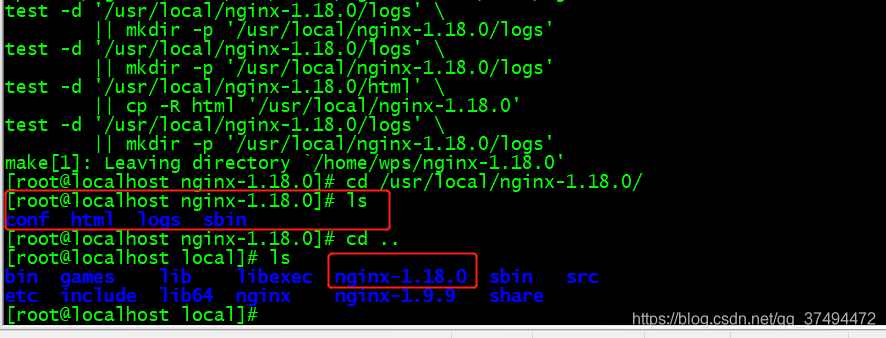 test -d '/usr/local/nginx-1.18.0/logs' \
|| mkdir -p '/usr/local/nginx-1.18.0/logs'
test -d '/usr/local/nginx-1.18.0/logs' \
|| mkdir -p '/usr/local/nginx-1.18.0/logs'
test -d '/usr/local/nginx-1.18.0/html' \
|| cp -R html '/usr/local/nginx-1.18.0'
test -d '/usr/local/nginx-1.18.0/logs' \
|| mkdir -p '/usr/local/nginx-1.18.0/logs'
make[1]: Leaving directory `/home/wps/nginx-1.18.0'
[root@localhost nginx-1.18.0]# cd /usr/local/nginx-1.18.0/
[root@localhost nginx-1.18.0]# ls
conf html logs sbin
[root@localhost nginx-1.18.0]# cd ..
[root@localhost local]# ls
bin games lib libexec nginx-1.18.0 sbin src
etc include lib64 nginx nginx-1.9.9 share
[root@localhost local]#
https://blog.csdn.net/qq_37494472